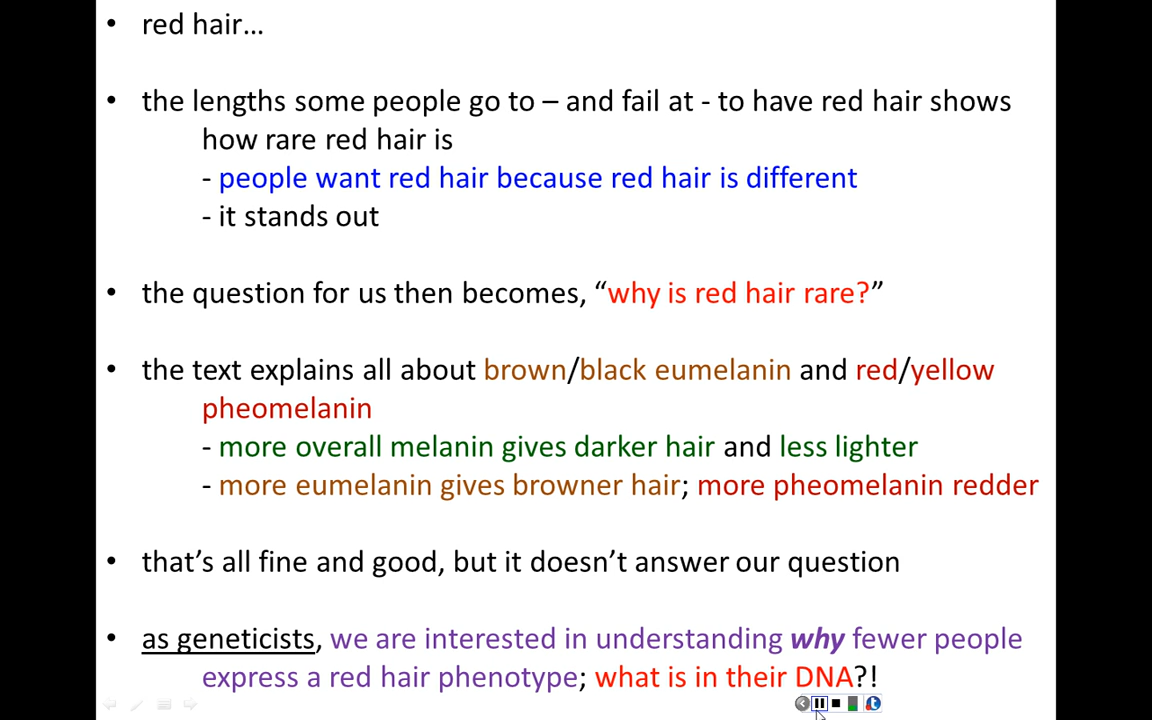 • red hair…
• the lengths some people go to – and fail at - to have red hair shows
how rare red hair is
- people want red hair because red hair is different
- it stands out
• the question for us then becomes, “why is red hair rare?”
• the text explains all about brown/black eumelanin and red/yellow
pheomelanin
- more overall melanin gives darker hair and less lighter
- more eumelanin gives browner hair; more pheomelanin redder
• that’s all fine and good, but it doesn’t answer our question
• as geneticists, we are interested in understanding why fewer people
express a red hair phenotype; what is in their DNA?!